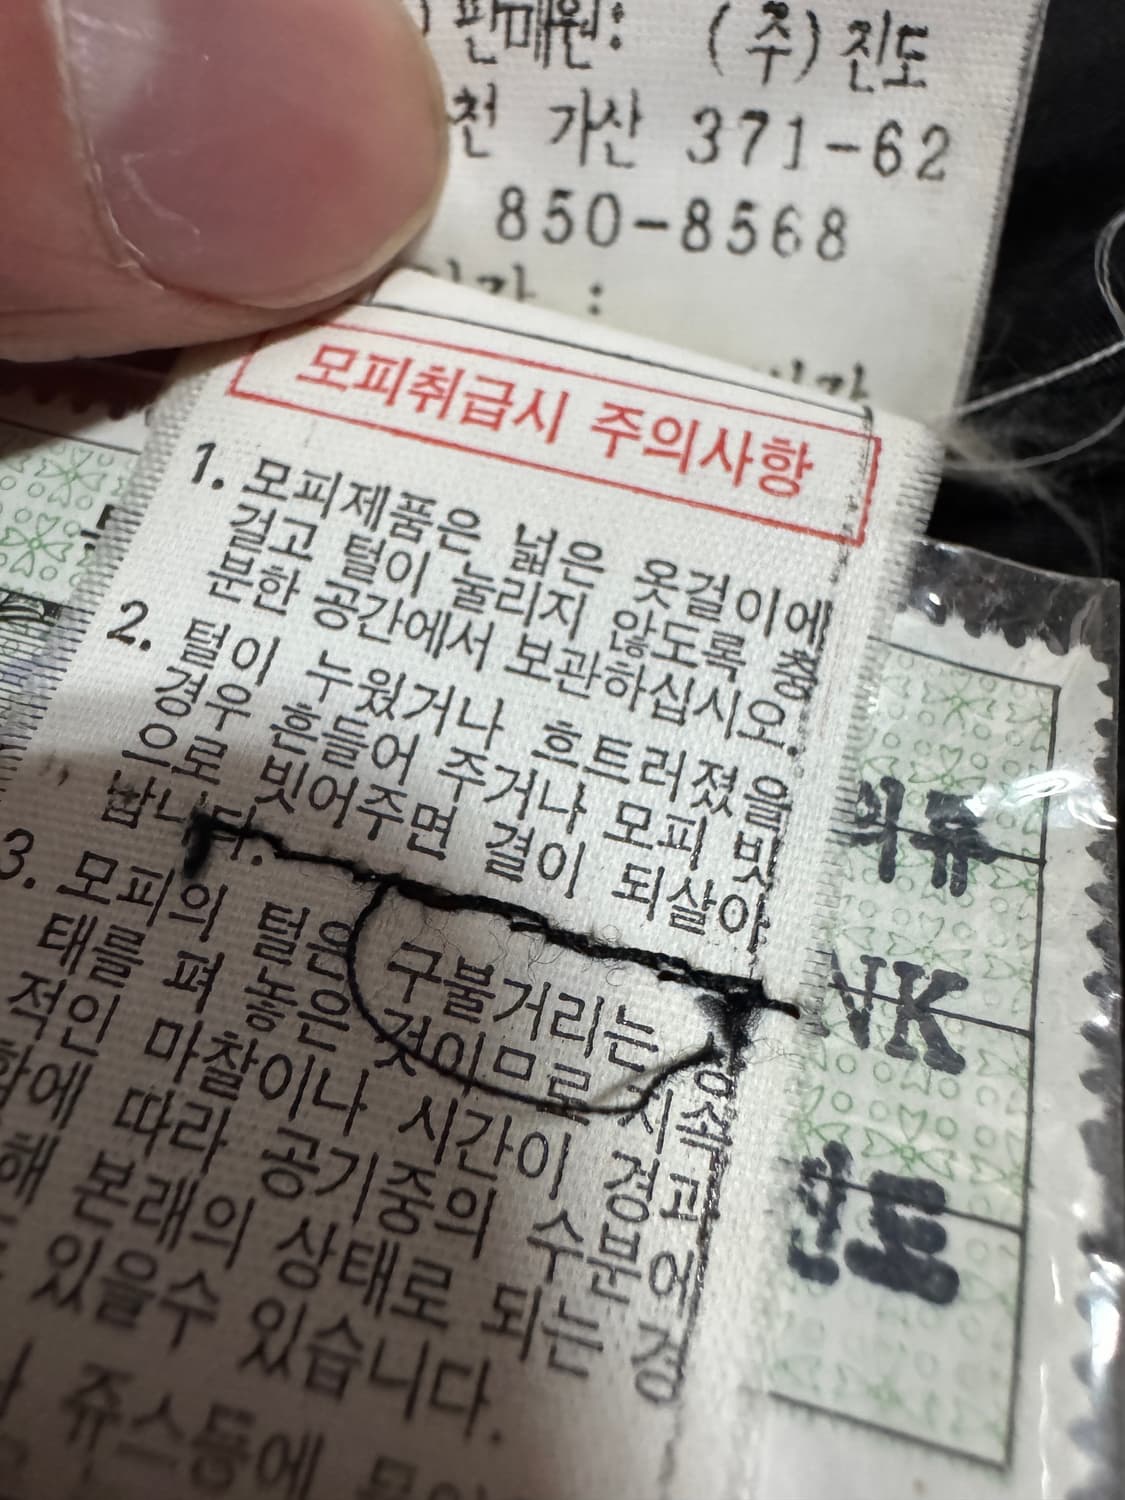 판매원: (주)진도
가산 371-62
850-8568
모피취급시 주의사항
1. 모피제품은 넓은 옷걸이에
걸고 털이 눌리지 않도록 충
분한 공간에서 보관하십시오.
2. 털이 누웠거나 흐트러졌을
경우 흔들어 주거나 모피 빗
으로 빗어주면 결이 되살아
납니다.
3. 모피의 털은 구불거리는 상
태를 펴 놓은 것이므로 지속
적인 마찰이나 시간이 경과
함에 따라 공기중의 수분에
해 본래의 상태로 되는 경
있을수 있습니다.
쥬스등에
의류
NK
진도